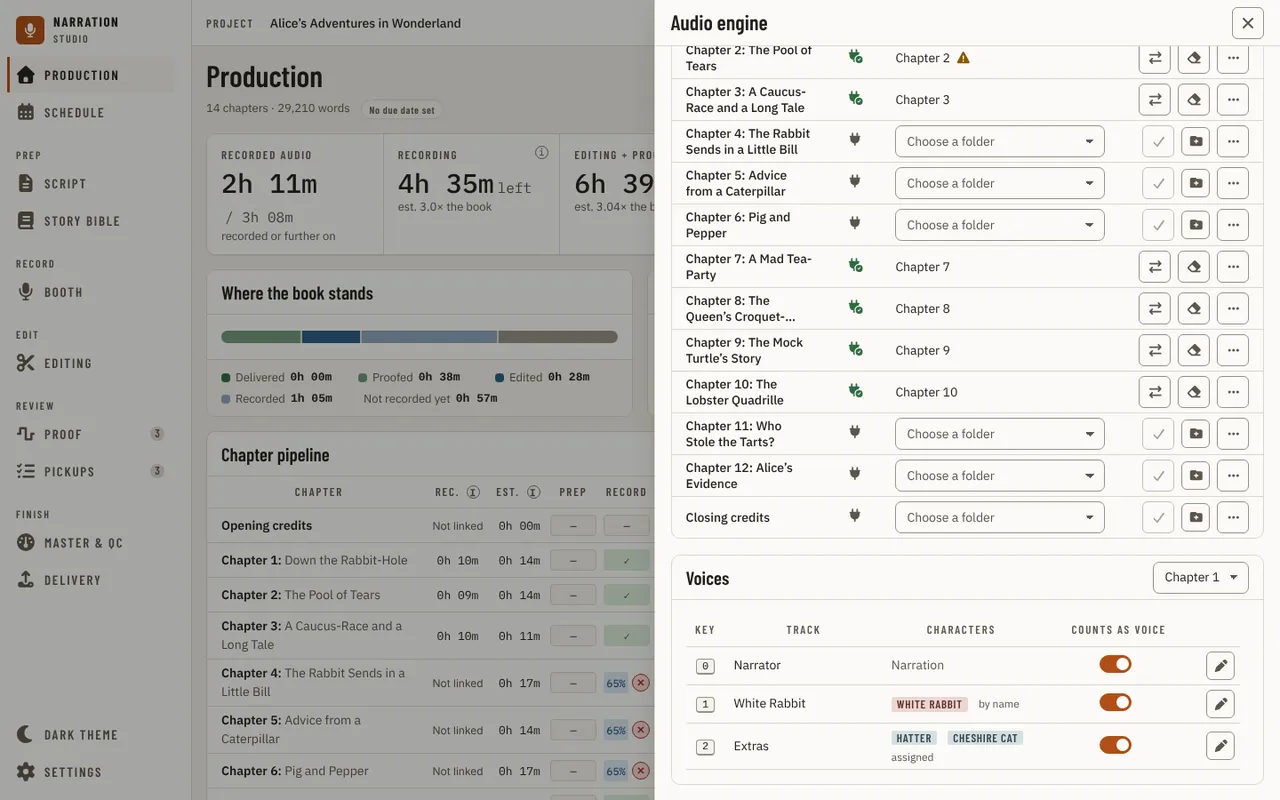 NARRATION
STUDIO
PRODUCTION
SCHEDULE
PREP
SCRIPT
STORY BIBLE
RECORD
BOOTH
EDIT
EDITING
REVIEW
PROOF 3
PICKUPS 3
FINISH
MASTER & QC
DELIVERY
DARK THEME
SETTINGS
PROJECT Alice’s Adventures in Wonderland
Production
14 chapters · 29,210 words No due date set
RECORDED AUDIO
2h 11m
/ 3h 08m
recorded or further on
RECORDING
4h 35m left
est. 3.0× the book
EDITING + PRO
6h 39
est. 3.04× the b
Where the book stands
Delivered 0h 00m Proofed 0h 38m Edited 0h 28m
Recorded 1h 05m Not recorded yet 0h 57m
Chapter pipeline
CHAPTER REC. EST. PREP RECORD
Opening credits Not linked 0h 00m – –
Chapter 1: Down the Rabbit-Hole 0h 10m 0h 14m – ✓
Chapter 2: The Pool of Tears 0h 09m 0h 14m – ✓
Chapter 3: A Caucus-Race and a
Long Tale 0h 10m 0h 11m – ✓
Chapter 4: The Rabbit Sends in a
Little Bill Not linked 0h 17m – 65%
Chapter 5: Advice from a
Caterpillar Not linked 0h 14m – 65%
Chapter 6: Pig and Pepper Not linked 0h 17m – 65%
Audio engine
Chapter 2: The Pool of
Tears
Chapter 2
Chapter 3: A Caucus-
Race and a Long Tale
Chapter 3
Chapter 4: The Rabbit
Sends in a Little Bill
Choose a folder
Chapter 5: Advice
from a Caterpillar
Choose a folder
Chapter 6: Pig and
Pepper
Choose a folder
Chapter 7: A Mad Tea-
Party
Chapter 7
Chapter 8: The
Queen’s Croquet-...
Chapter 8
Chapter 9: The Mock
Turtle’s Story
Chapter 9
Chapter 10: The
Lobster Quadrille
Chapter 10
Chapter 11: Who
Stole the Tarts?
Choose a folder
Chapter 12: Alice’s
Evidence
Choose a folder
Closing credits
Choose a folder
Voices
Chapter 1
KEY TRACK CHARACTERS COUNTS AS VOICE
0 Narrator Narration
1 White Rabbit WHITE RABBIT by name
2 Extras HATTER CHESHIRE CAT
assigned